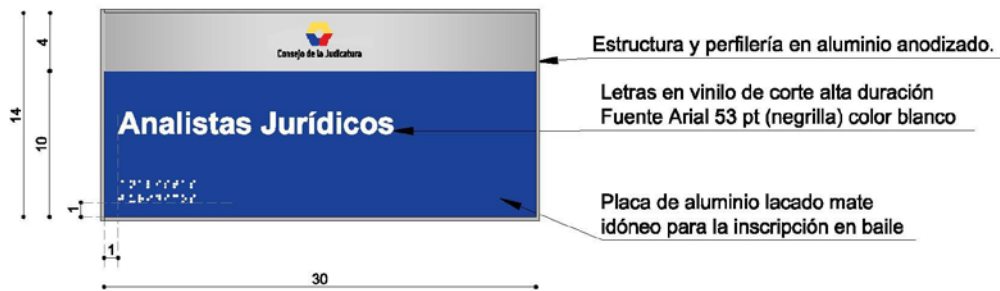 Consejo de la Judicatura
Analistas Jurídicos
4
14
10
1
1
30
Estructura y perfilería en aluminio anodizado.
Letras en vinilo de corte alta duración
Fuente Arial 53 pt (negrilla) color blanco
Placa de aluminio lacado mate
idóneo para la inscripción en baile